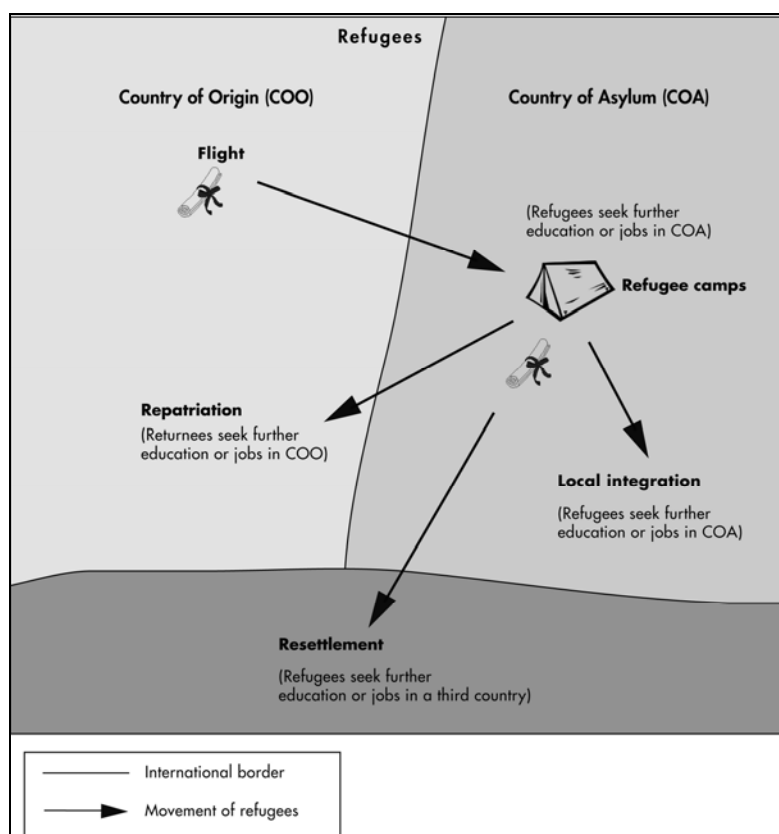 Refugees
Country of Origin (COO)
Country of Asylum (COA)
Flight
(Refugees seek further
education or jobs in COA)
Refugee camps
Repatriation
(Returnees seek further
education or jobs in COO)
Local integration
(Refugees seek further
education or jobs in COA)
Resettlement
(Refugees seek further
education or jobs in a third country)
International border
Movement of refugees